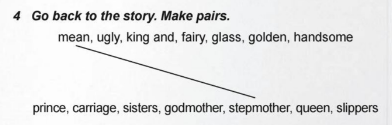 4 Go back to the story. Make pairs.
mean, ugly, king and, fairy, glass, golden, handsome
prince, carriage, sisters, godmother, stepmother, queen, slippers